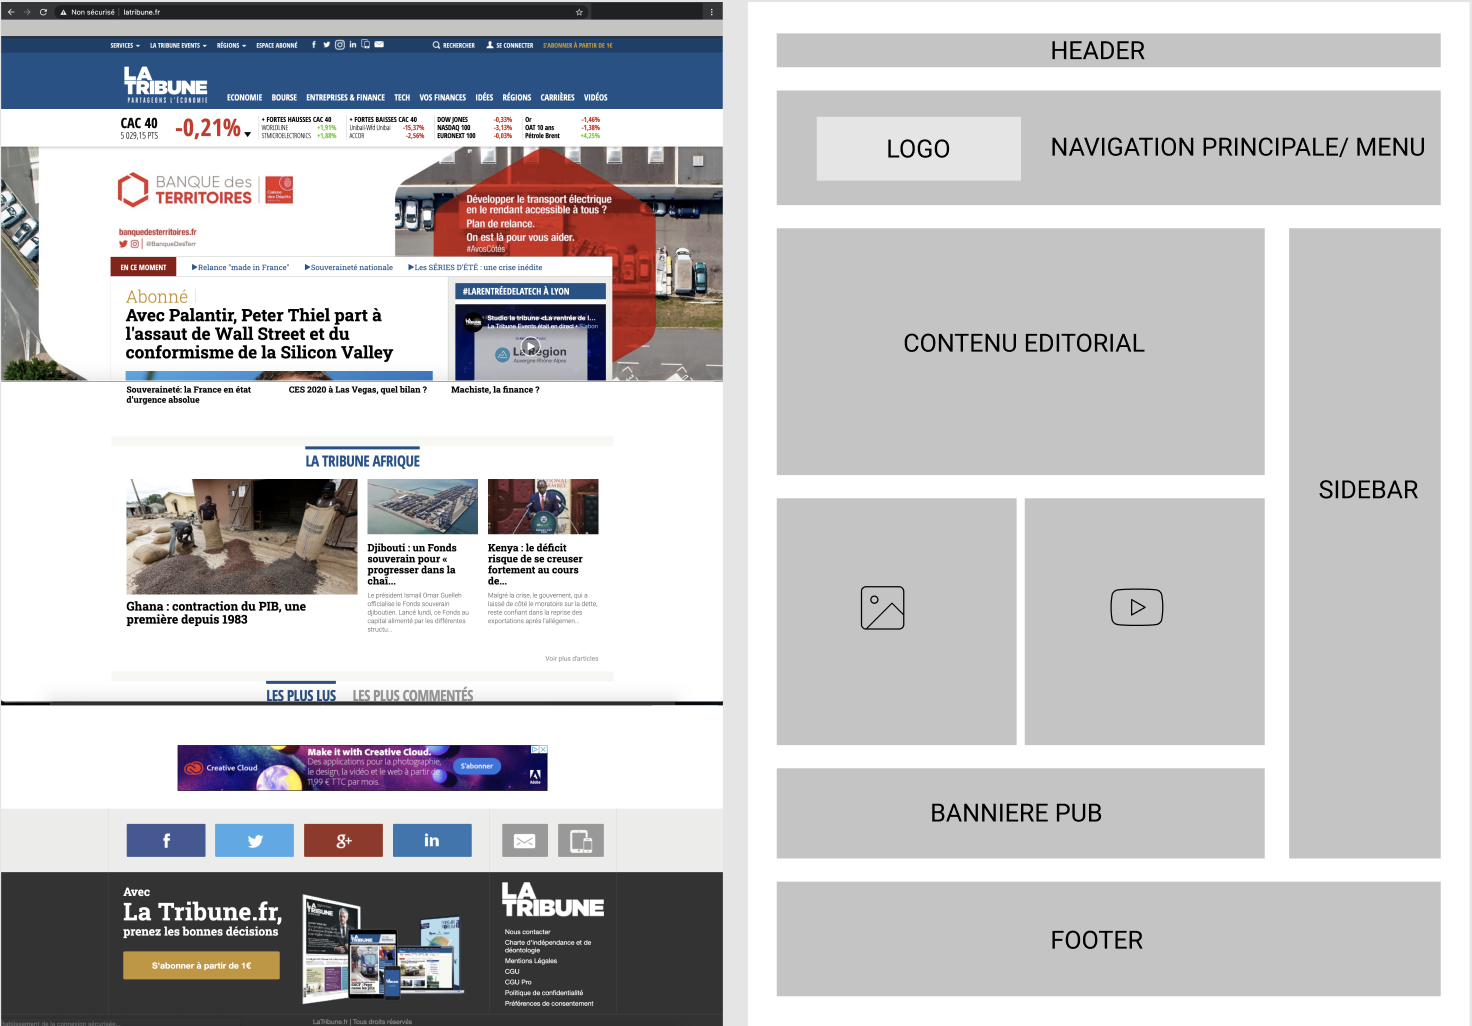 Non sécurisé | latribune.fr
SERVICES LA TRIBUNE EVENTS RÉGIONS ESPACE ABONNÉ RECHERCHER SE CONNECTER S'ABONNER À PARTIR DE 1€
LA
TRIBUNE
PARTAGEONS L'ÉCONOMIE
ECONOMIE BOURSE ENTREPRISES & FINANCE TECH VOS FINANCES IDÉES RÉGIONS CARRIÈRES VIDÉOS
CAC 40
5 029,15 PTS
-0,21%
+ FORTES HAUSSES CAC 40
WORLDLINE +1,91%
STMICROELECTRONICS +1,88%
+ FORTES BAISSES CAC 40
Unibail-Wfd Unibai -15,37%
ACCOR -2,56%
DOW JONES -0,33%
NASDAQ 100 -3,13%
EURONEXT 100 -0,03%
Or -1,46%
OAT 10 ans -1,38%
Pétrole Brent +4,25%
BANQUE des
TERRITOIRES
Caisse
des Dépôts
banquedesterritoires.fr
@BanqueDesTerr
Développer le transport électrique
en le rendant accessible à tous ?
Plan de relance.
On est là pour vous aider.
#AvosCôtés
EN CE MOMENT Relance "made in France" Souveraineté nationale Les SÉRIES D'ÉTÉ : une crise inédite
Abonné
Avec Palantir, Peter Thiel part à
l'assaut de Wall Street et du
conformisme de la Silicon Valley
#LARENTRÉEDELATECH À LYON
Studio la tribune «La rentrée de l...
La Tribune Events était en direct
La Région
Auvergne-Rhône-Alpes
Souveraineté: la France en état
d'urgence absolue
CES 2020 à Las Vegas, quel bilan ?
Machiste, la finance ?
LA TRIBUNE AFRIQUE
Ghana : contraction du PIB, une
première depuis 1983
Djibouti : un Fonds
souverain pour «
progresser dans la
chaî...
Le président Ismail Omar Guelleh
officialise le Fonds souverain
djiboutien. Lancé lundi, ce Fonds au
capital alimenté par les différentes
structu...
Kenya : le déficit
risque de se creuser
fortement au cours
de...
Malgré la crise, le gouvernement, qui a
laissé de côté le moratoire sur la dette,
reste confiant dans la reprise des
exportations après l'allégemen...
Voir plus d'articles
LES PLUS LUS LES PLUS COMMENTÉS
Creative Cloud
Make it with Creative Cloud.
Des applications pour la photographie,
le design, la vidéo et le web à partir de
11,99 € TTC par mois.
S'abonner
Adobe
f g+ in
Avec
La Tribune.fr,
prenez les bonnes décisions
S'abonner à partir de 1€
LA
TRIBUNE
Nous contacter
Charte d'indépendance et de
déontologie
Mentions Légales
CGU
CGU Pro
Politique de confidentialité
Préférences de consentement
Établissement de la connexion sécurisée...
LaTribune.fr | Tous droits réservés
HEADER
LOGO
NAVIGATION PRINCIPALE/ MENU
CONTENU EDITORIAL
SIDEBAR
BANNIERE PUB
FOOTER